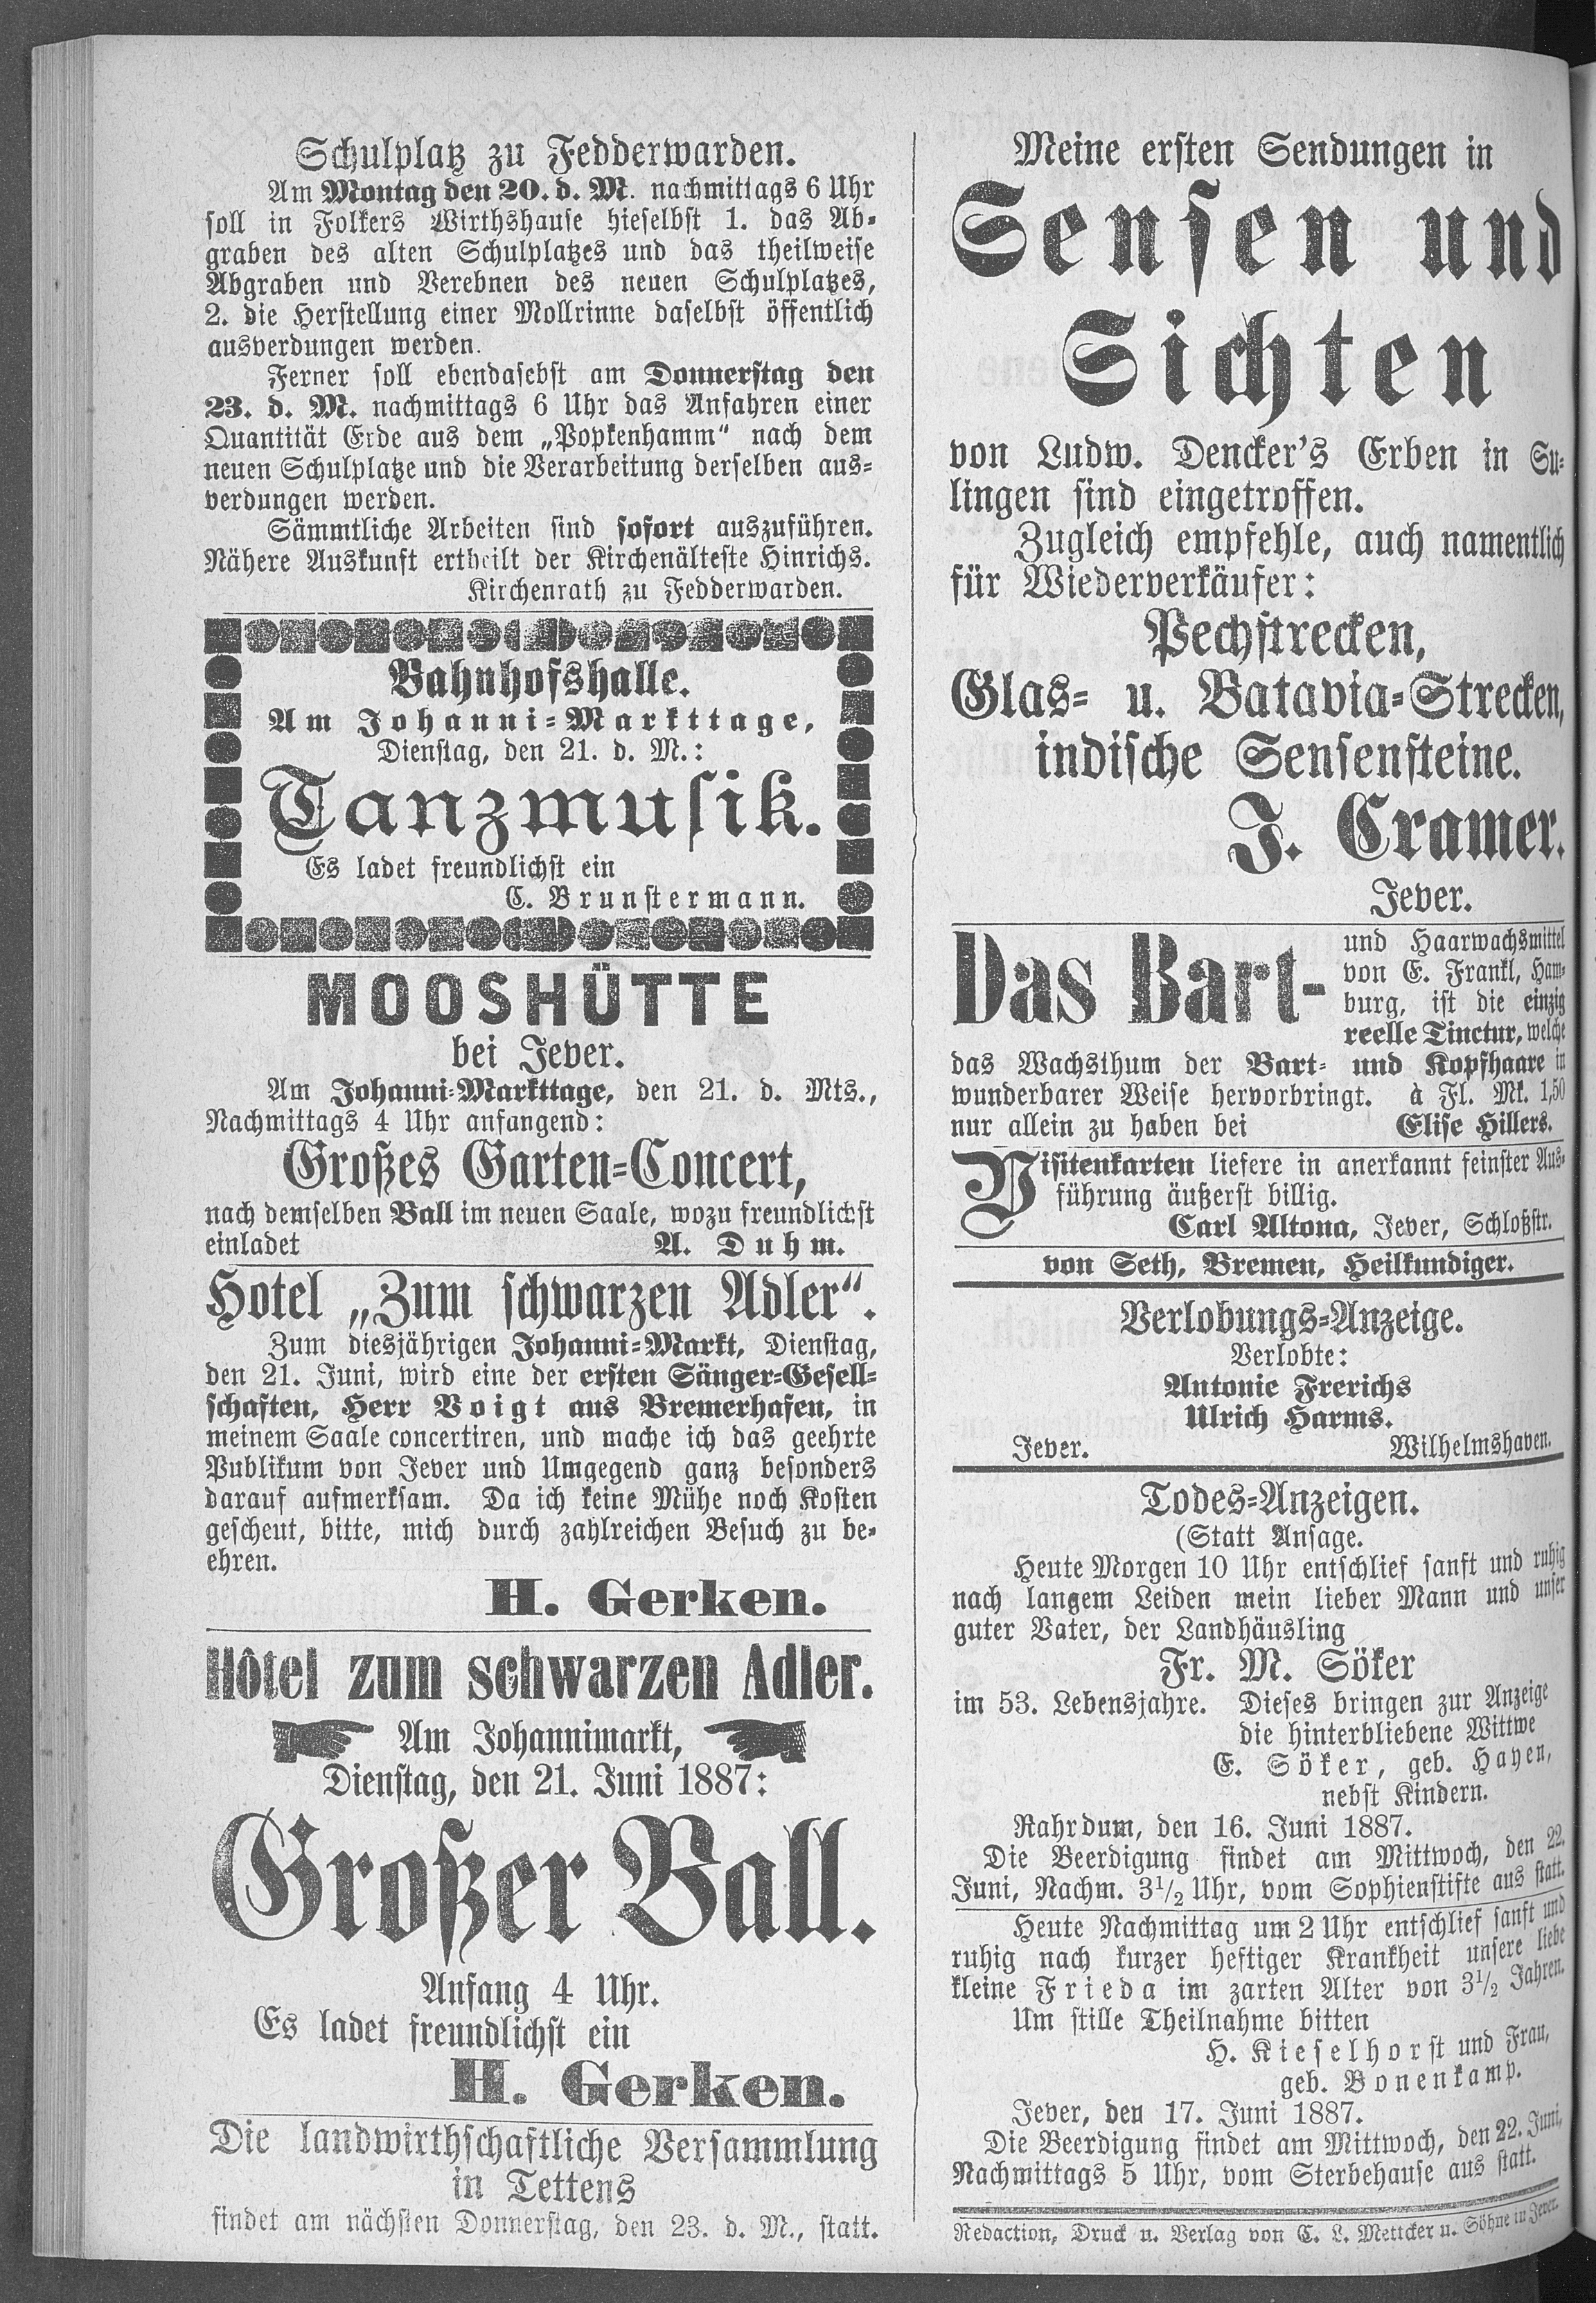 Schulplatz zu Fedderwarden.
Am Montag den 20. d. M. nachmittags 6 Uhr
soll in Folkers Wirthshause hieselbst 1. das Ab-
graben des alten Schulplatzes und das theilweise
Abgraben und Verebnen des neuen Schulplatzes,
2. die Herstellung einer Mollrinne daselbst öffentlich
ausverdungen werden.
Ferner soll ebendasebst am Donnerstag den
23. d. M. nachmittags 6 Uhr das Anfahren einer
Quantität Erde aus dem „Popkenhamm“ nach dem
neuen Schulplatze und die Verarbeitung derselben aus-
verdungen werden.
Sämmtliche Arbeiten sind sofort auszuführen.
Nähere Auskunft ertheilt der Kirchenälteste Hinrichs.
Kirchenrath zu Fedderwarden.
Bahnhofshalle.
Am Johanni-Markttage,
Dienstag, den 21. d. M.:
Tanzmusik.
Es ladet freundlichst ein
C. Brunstermann.
MOOSHÜTTE
bei Jever.
Am Johanni-Markttage, den 21. d. Mts.,
Nachmittags 4 Uhr anfangend:
Großes Garten-Concert,
nach demselben Ball im neuen Saale, wozu freundlichst
einladet A. Duhm.
Hotel „Zum schwarzen Adler“.
Zum diesjährigen Johanni-Markt, Dienstag,
den 21. Juni, wird eine der ersten Sänger-Gesell-
schaften, Herr Voigt aus Bremerhafen, in
meinem Saale concertiren, und mache ich das geehrte
Publikum von Jever und Umgegend ganz besonders
darauf aufmerksam. Da ich keine Mühe noch Kosten
gescheut, bitte, mich durch zahlreichen Besuch zu be-
ehren.
H. Gerken.
Hôtel zum schwarzen Adler.
Am Johannimarkt,
Dienstag, den 21. Juni 1887:
Großer Ball.
Anfang 4 Uhr.
Es ladet freundlichst ein
H. Gerken.
Die landwirthschaftliche Versammlung
in Tettens
findet am nächsten Donnerstag, den 23. d. M., statt.
Meine ersten Sendungen in
Sensen und
Sichten
von Ludw. Dencker's Erben in Su-
lingen sind eingetroffen.
Zugleich empfehle, auch namentlich
für Wiederverkäufer:
Pechstrecken,
Glas- u. Batavia-Strecken,
indische Sensensteine.
J. Cramer.
Jever.
Das Bart- und Haarwachsmittel
von E. Frankl, Ham-
burg, ist die einzig
reelle Tinctur, welche
das Wachsthum der Bart- und Kopfhaare in
wunderbarer Weise hervorbringt. à Fl. Mk. 1,50
nur allein zu haben bei Elise Hillers.
Visitenkarten liefere in anerkannt feinster Aus-
führung äußerst billig.
Carl Altona, Jever, Schloßstr.
von Seth, Bremen, Heilkundiger.
Verlobungs-Anzeige.
Verlobte:
Antonie Frerichs
Ulrich Harms.
Jever. Wilhelmshaven.
Todes-Anzeigen.
(Statt Ansage.
Heute Morgen 10 Uhr entschlief sanft und ruhig
nach langem Leiden mein lieber Mann und unser
guter Vater, der Landhäusling
Fr. M. Söker
im 53. Lebensjahre. Dieses bringen zur Anzeige
die hinterbliebene Wittwe
E. Söker, geb. Hayen,
nebst Kindern.
Rahrdum, den 16. Juni 1887.
Die Beerdigung findet am Mittwoch, den 22.
Juni, Nachm. 3 1/2 Uhr, vom Sophienstifte aus statt.
Heute Nachmittag um 2 Uhr entschlief sanft und
ruhig nach kurzer heftiger Krankheit unsere liebe
kleine Frieda im zarten Alter von 3 1/2 Jahren.
Um stille Theilnahme bitten
H. Kieselhorst und Frau,
geb. Bonenkamp.
Jever, den 17. Juni 1887.
Die Beerdigung findet am Mittwoch, den 22. Juni,
Nachmittags 5 Uhr, vom Sterbehause aus statt.
Redaction, Druck u. Verlag von C. L. Mettcker u. Söhne in Jever.